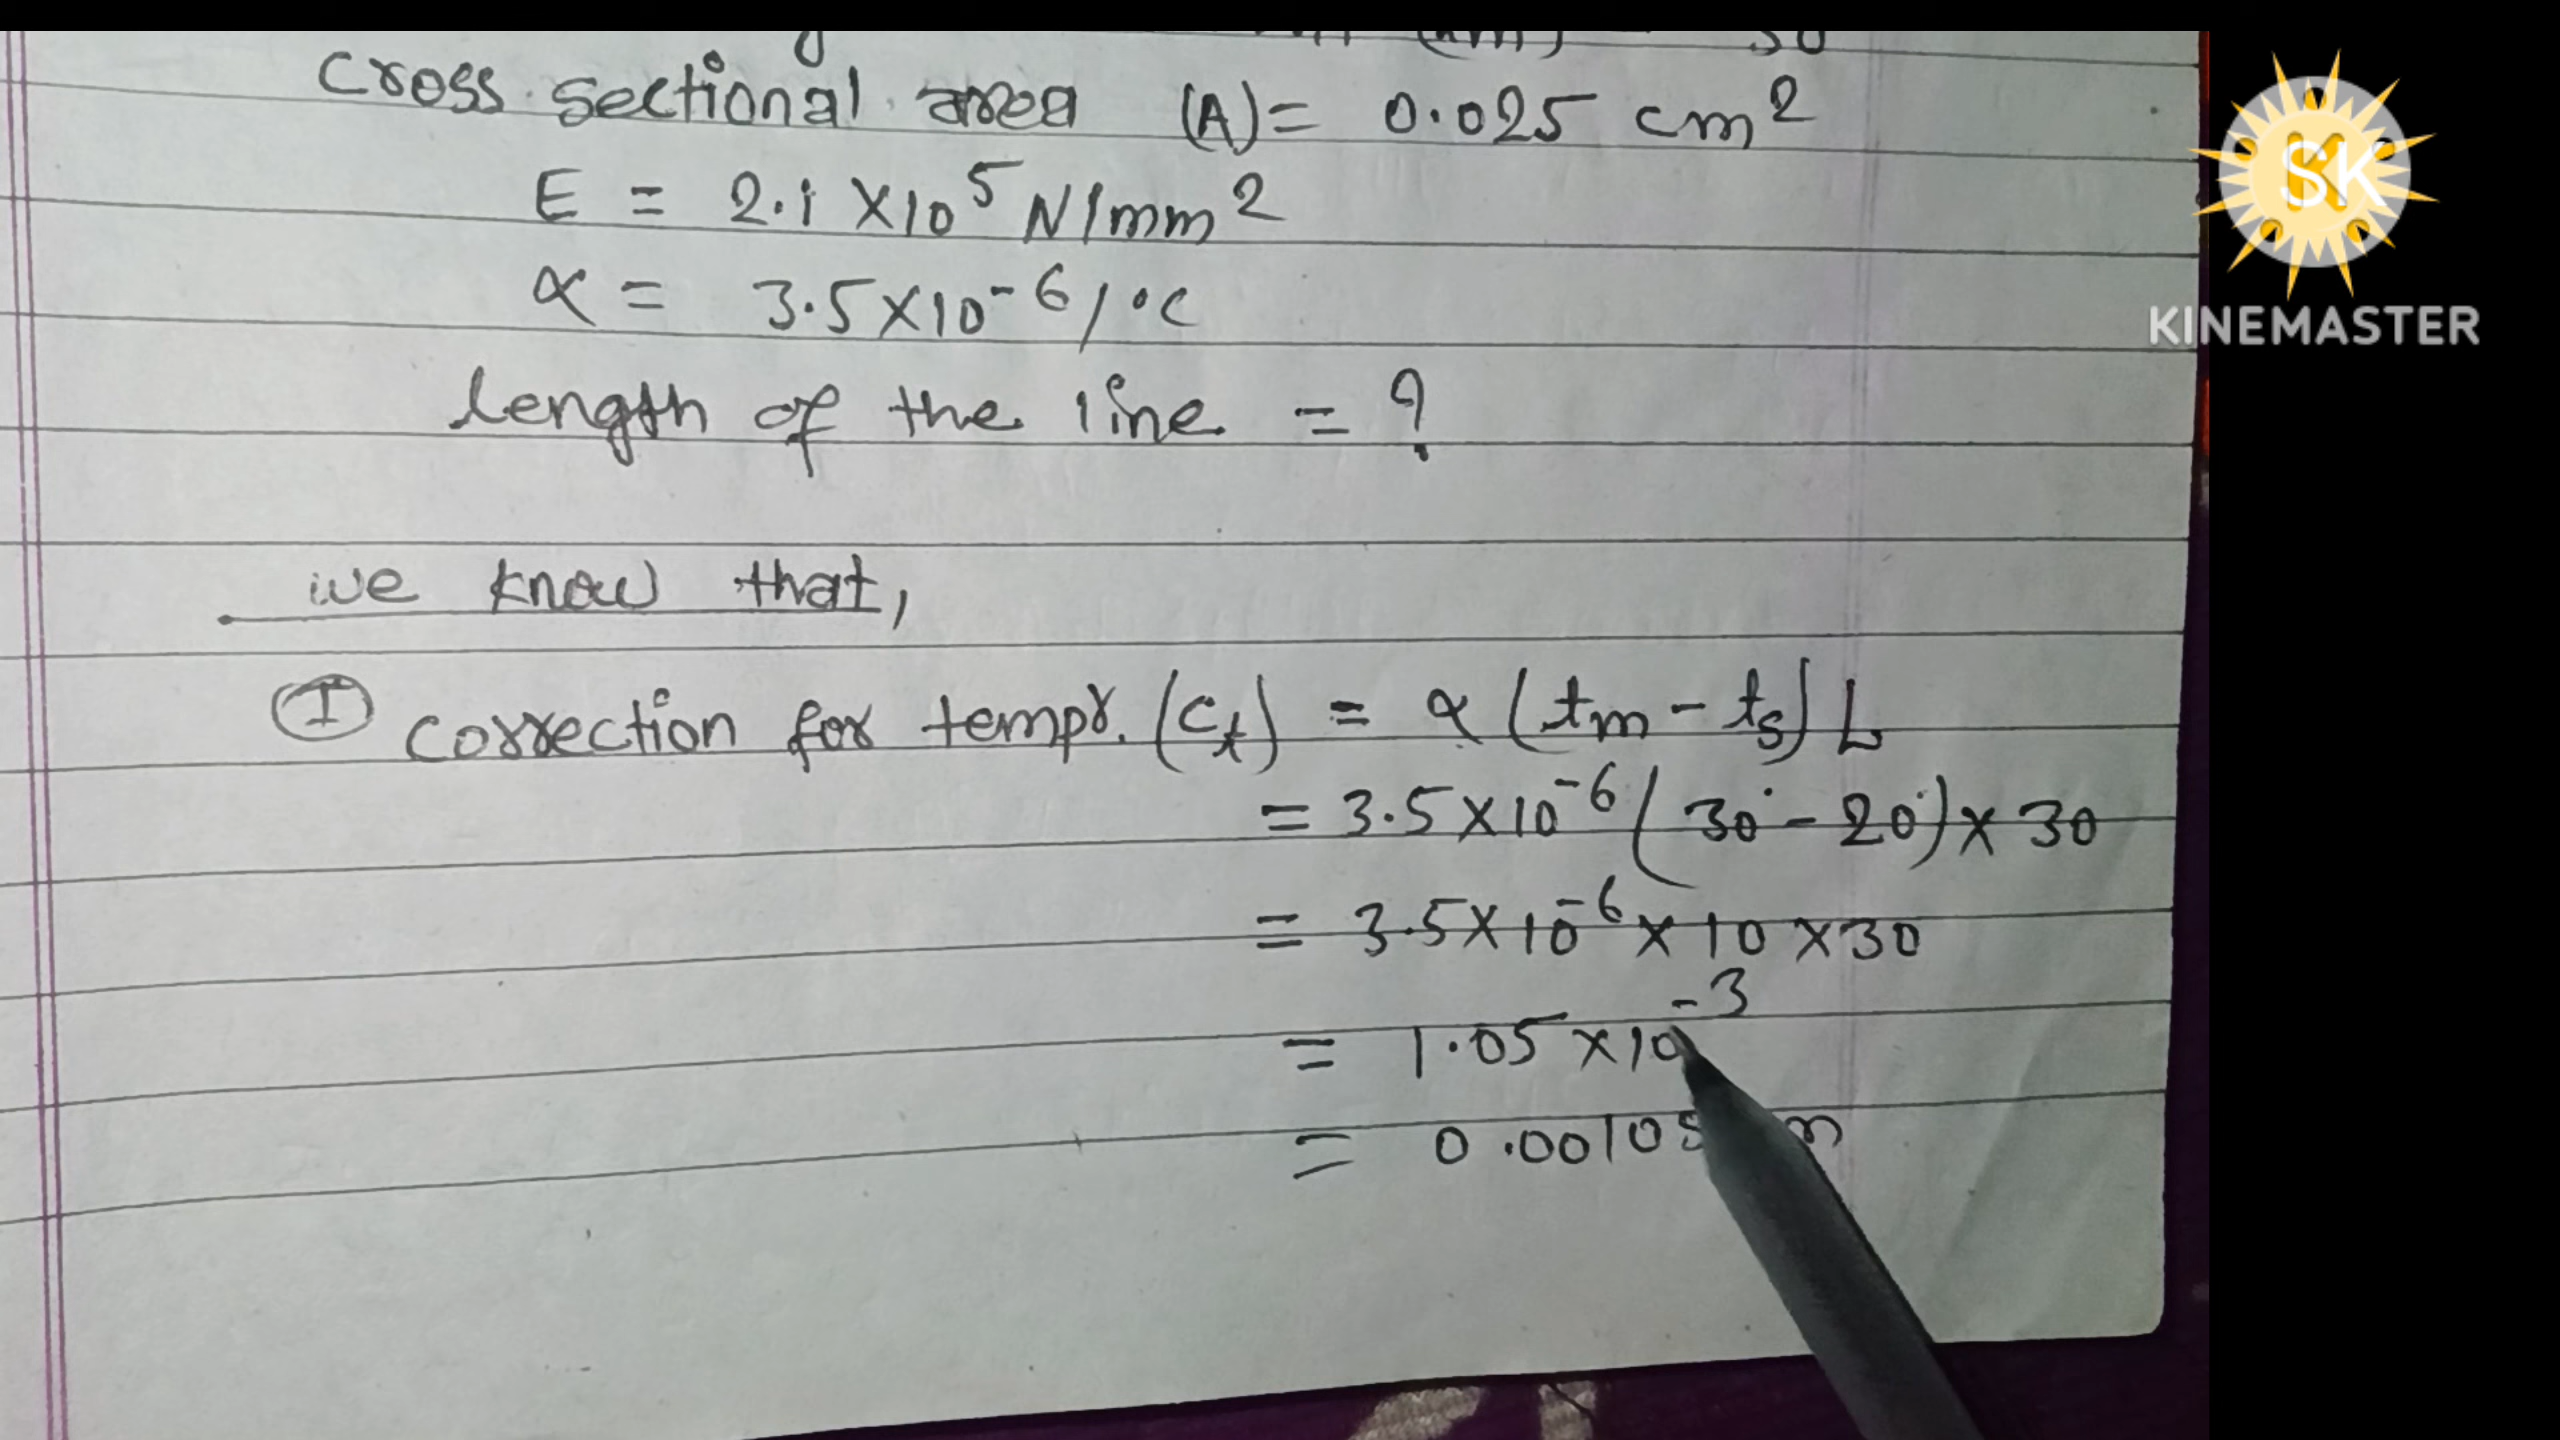 30
cross sectional area (A) = 0.025 cm²
E = 2.1 × 10⁵ N/mm²
α = 3.5 × 10⁻⁶ / °C
length of the line = ?
we know that,
① correction for tempr. (Ct) = α (tm - ts) L
= 3.5 × 10⁻⁶ (30° - 20°) × 30
= 3.5 × 10⁻⁶ × 10 × 30
= 1.05 × 10⁻³
= 0.00105 m
SK
KINEMASTER